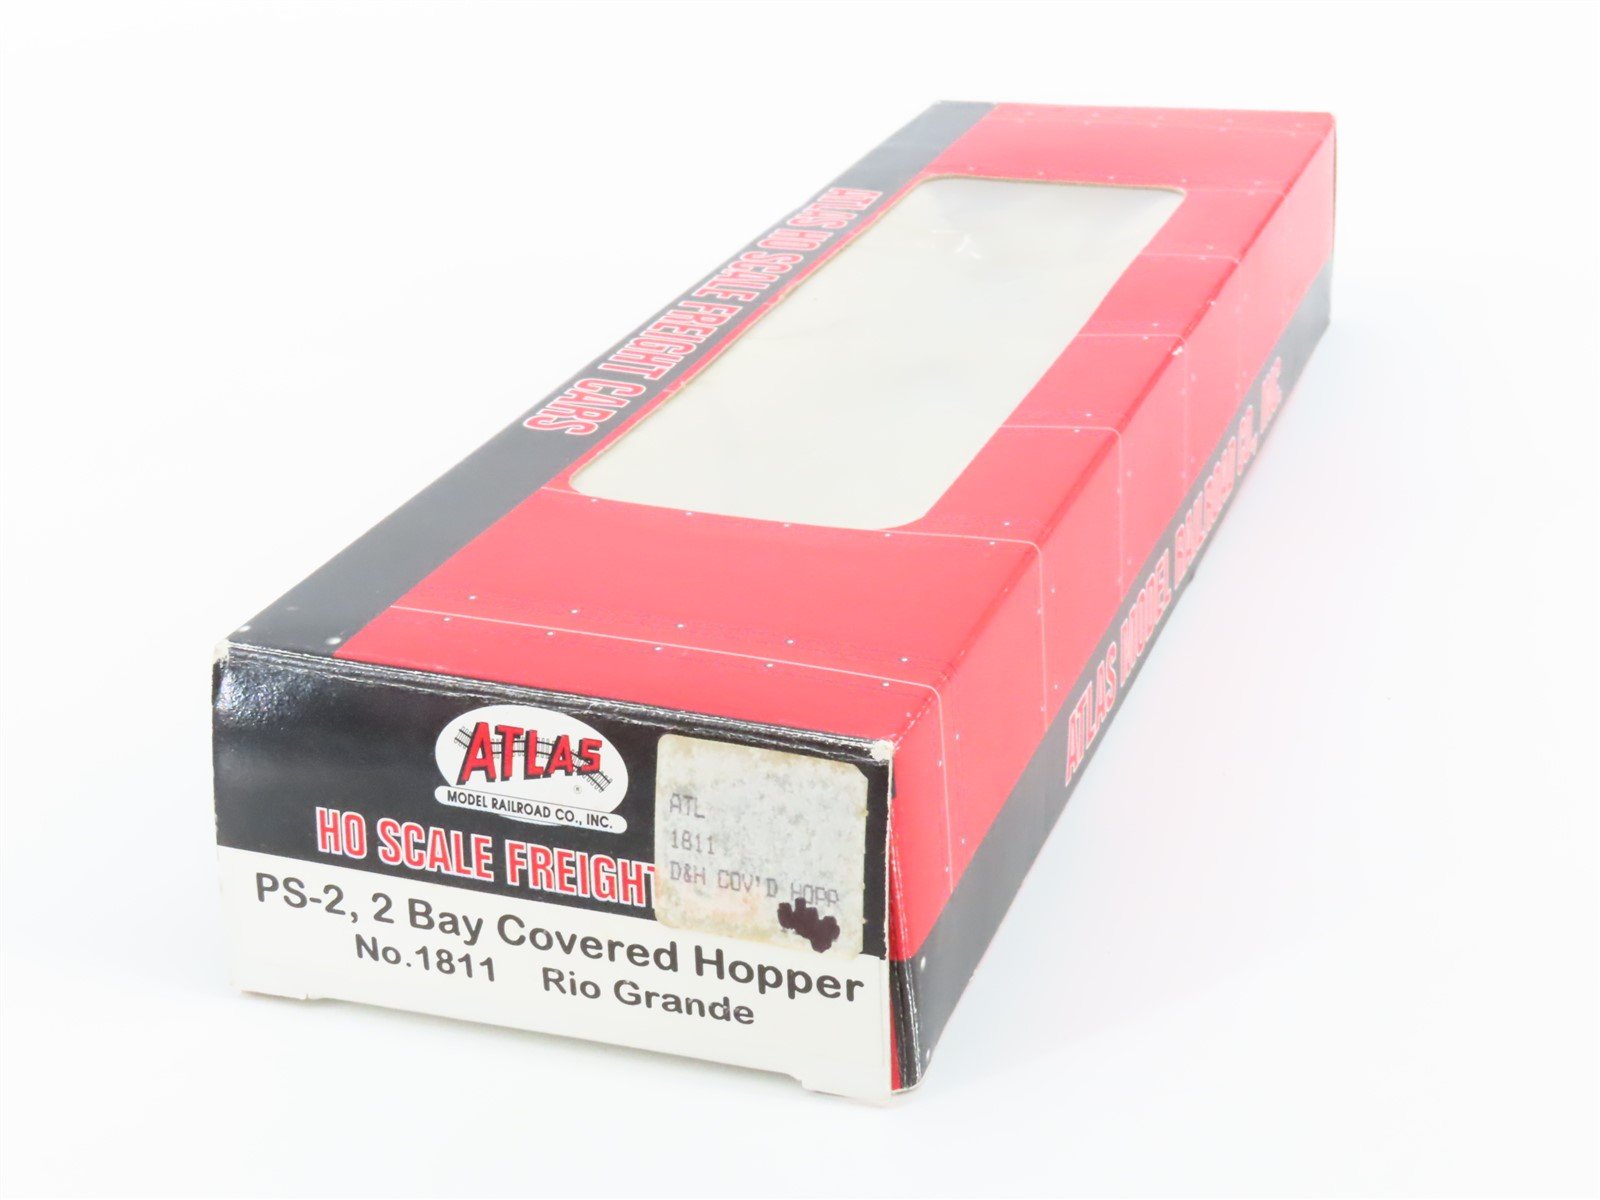 ATLAS HO SCALE FREIGHT CARS
ATLAS MODEL RAILROAD CO., INC.
ATLAS
®
MODEL RAILROAD CO., INC.
HO SCALE FREIGHT
ATL
1811
D&H COV'D HOPP
PS-2, 2 Bay Covered Hopper
No.1811 Rio Grande